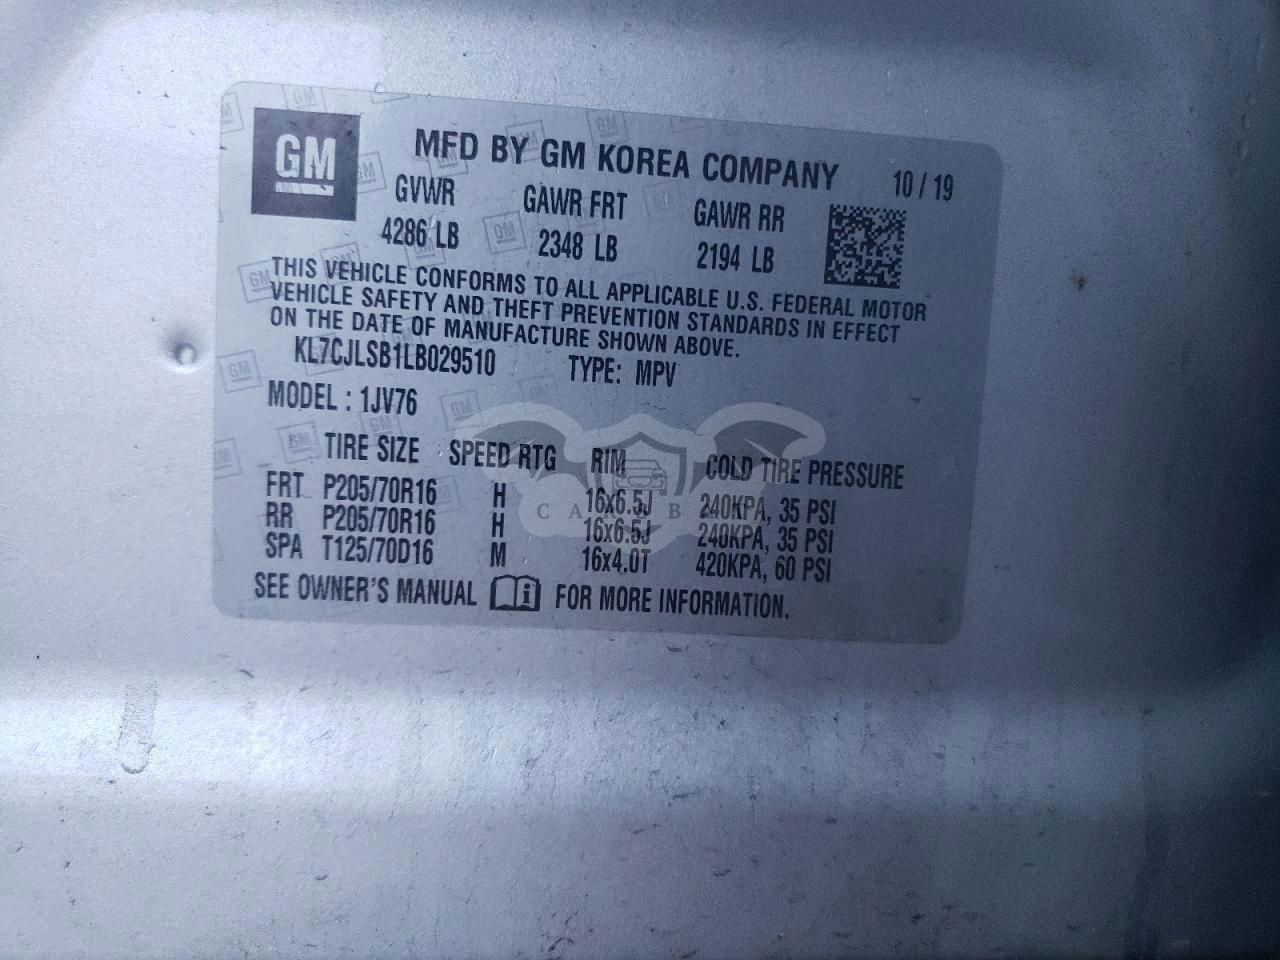 GM
MFD BY GM KOREA COMPANY 10 / 19
GVWR GAWR FRT GAWR RR
4286 LB 2348 LB 2194 LB
THIS VEHICLE CONFORMS TO ALL APPLICABLE U.S. FEDERAL MOTOR
VEHICLE SAFETY AND THEFT PREVENTION STANDARDS IN EFFECT
ON THE DATE OF MANUFACTURE SHOWN ABOVE.
KL7CJLSB1LB029510 TYPE: MPV
MODEL : 1JV76
TIRE SIZE SPEED RTG RIM COLD TIRE PRESSURE
FRT P205/70R16 H 16x6.5J 240KPA, 35 PSI
RR P205/70R16 H 16x6.5J 240KPA, 35 PSI
SPA T125/70D16 M 16x4.0T 420KPA, 60 PSI
SEE OWNER'S MANUAL FOR MORE INFORMATION.